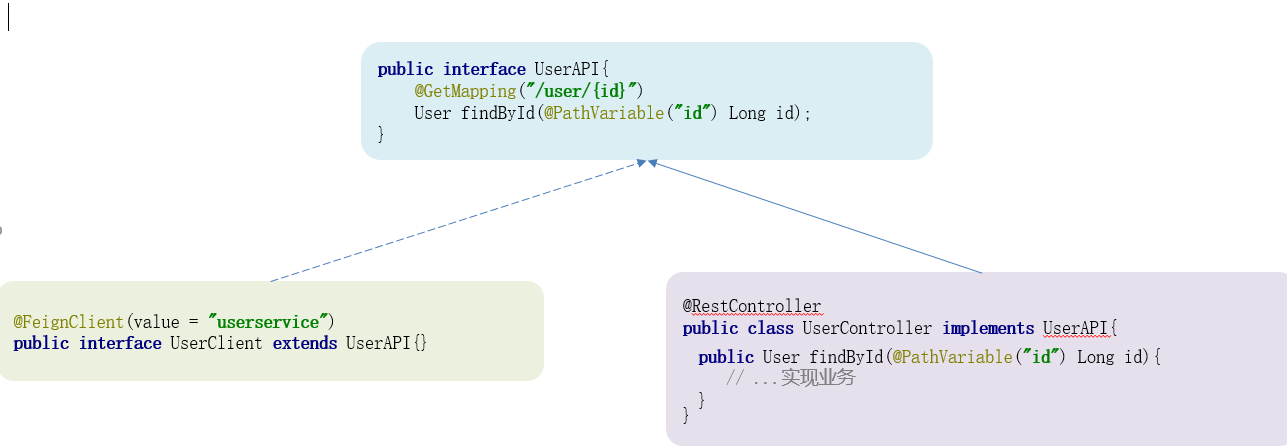 public interface UserAPI{
@GetMapping("/user/{id}")
User findById(@PathVariable("id") Long id);
}
@FeignClient(value = "userservice")
public interface UserClient extends UserAPI{}
@RestController
public class UserController implements UserAPI{
public User findById(@PathVariable("id") Long id){
// ...实现业务
}
}